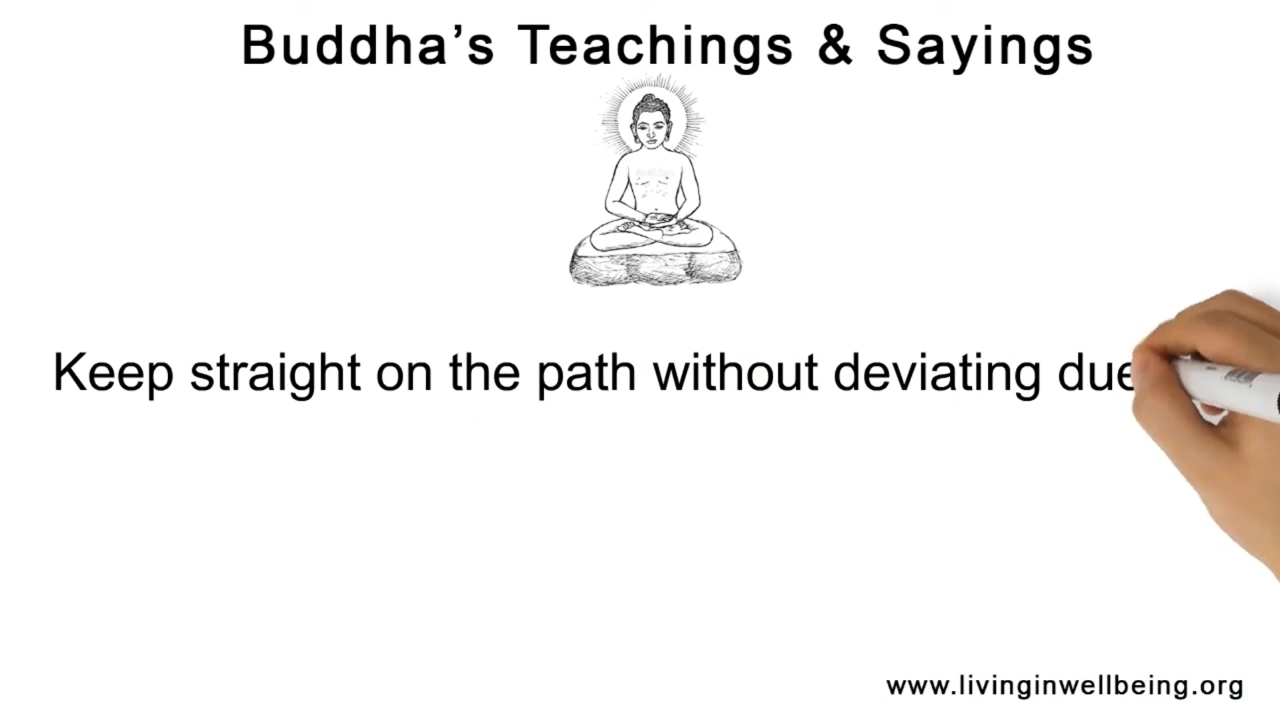 Buddha’s Teachings & Sayings
Keep straight on the path without deviating due
www.livinginwellbeing.org